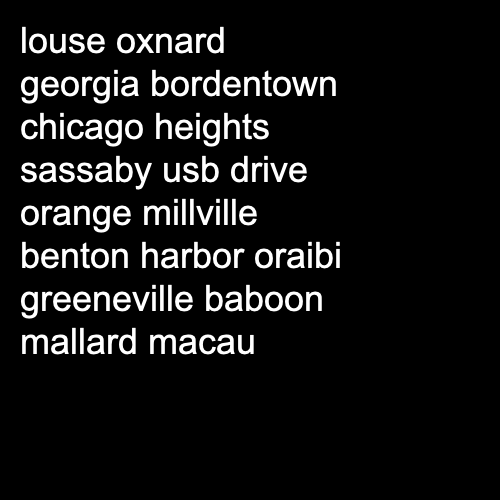 louse oxnard
georgia bordentown
chicago heights
sassaby usb drive
orange millville
benton harbor oraibi
greeneville baboon
mallard macau